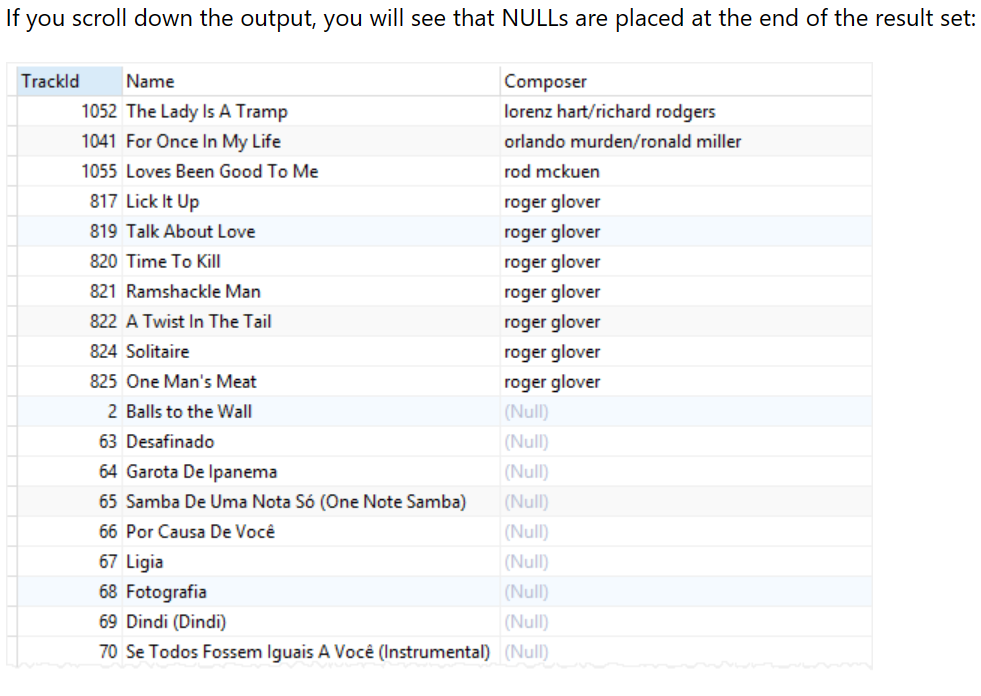 If you scroll down the output, you will see that NULLs are placed at the end of the result set:
TrackId Name Composer
1052 The Lady Is A Tramp lorenz hart/richard rodgers
1041 For Once In My Life orlando murden/ronald miller
1055 Loves Been Good To Me rod mckuen
817 Lick It Up roger glover
819 Talk About Love roger glover
820 Time To Kill roger glover
821 Ramshackle Man roger glover
822 A Twist In The Tail roger glover
824 Solitaire roger glover
825 One Man's Meat roger glover
2 Balls to the Wall (Null)
63 Desafinado (Null)
64 Garota De Ipanema (Null)
65 Samba De Uma Nota Só (One Note Samba) (Null)
66 Por Causa De Você (Null)
67 Ligia (Null)
68 Fotografia (Null)
69 Dindi (Dindi) (Null)
70 Se Todos Fossem Iguais A Você (Instrumental) (Null)